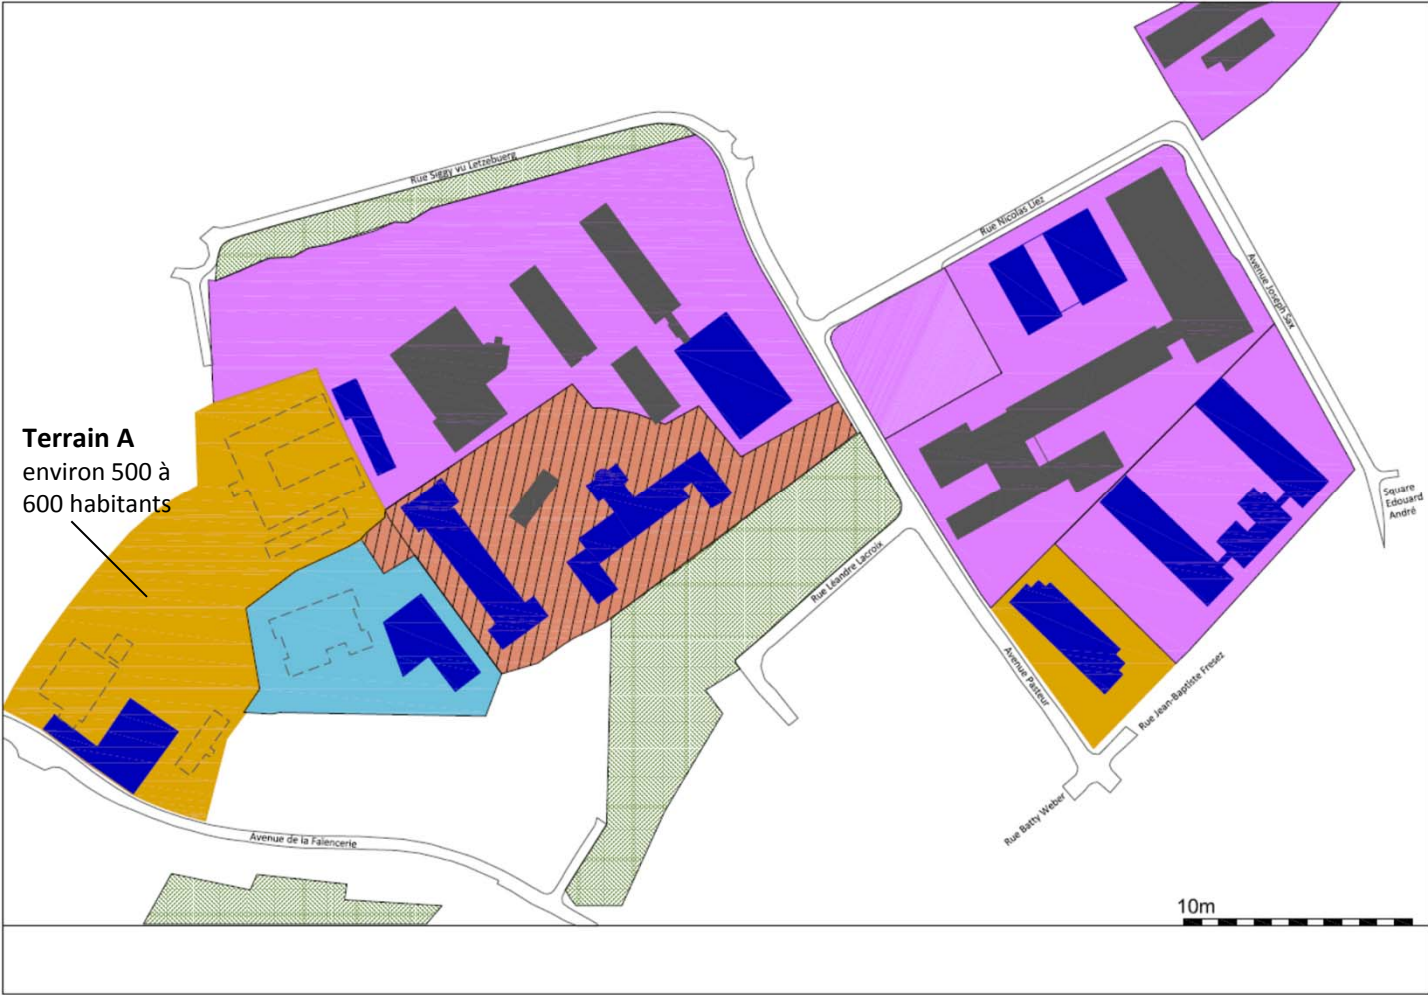 Rue Siggy vu Letzebuerg
Rue Nicolas Liez
Avenue Joseph Sax
Terrain A
environ 500 à
600 habitants
Square
Edouard
André
Rue Léandre Lacroix
Avenue Pasteur
Rue Jean-Baptiste Fresez
Rue Batty Weber
Avenue de la Faïencerie
10m